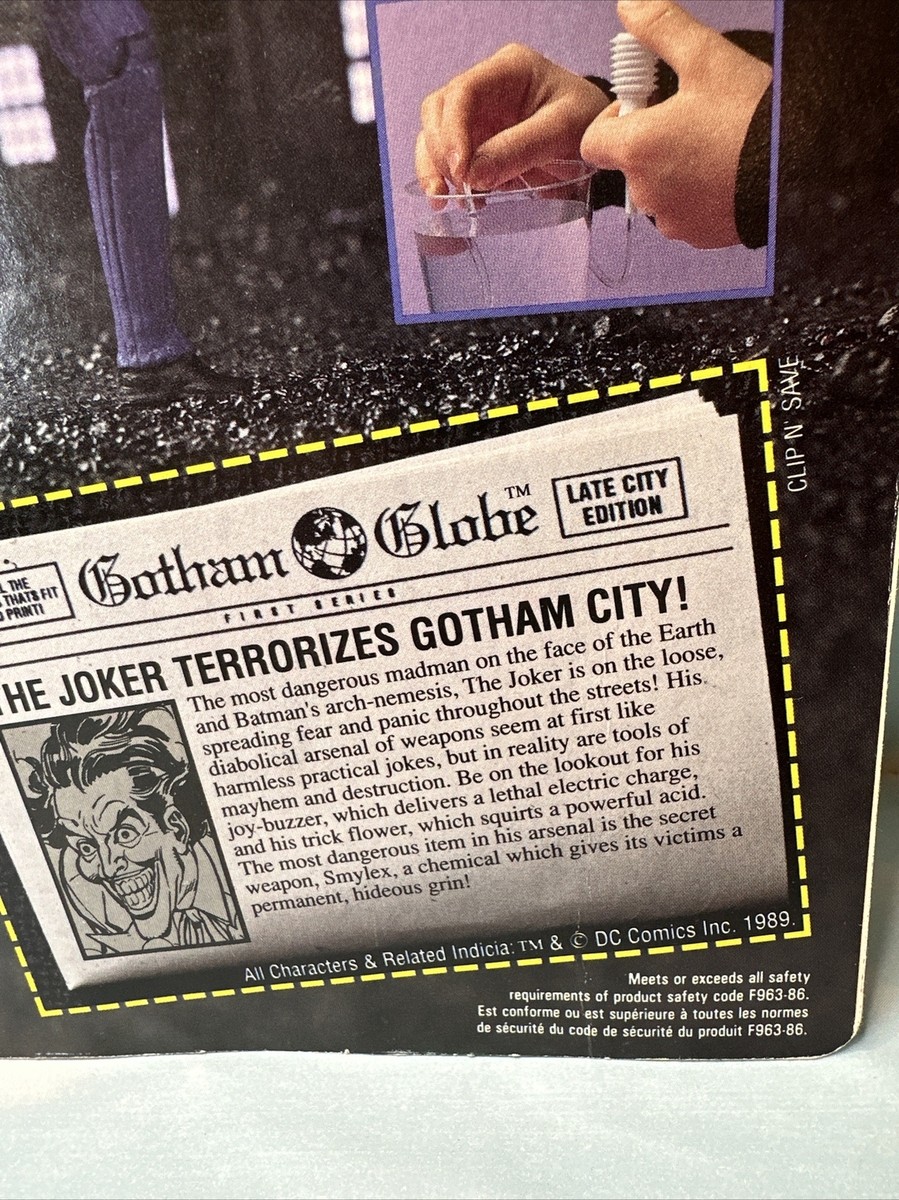 CLIP N' SAVE
THE
THATS FIT
PRINT!
Gotham Globe™
LATE CITY
EDITION
FIRST SERIES
THE JOKER TERRORIZES GOTHAM CITY!
The most dangerous madman on the face of the Earth
and Batman's arch-nemesis, The Joker is on the loose,
spreading fear and panic throughout the streets! His
diabolical arsenal of weapons seem at first like
harmless practical jokes, but in reality are tools of
mayhem and destruction. Be on the lookout for his
joy-buzzer, which delivers a lethal electric charge,
and his trick flower, which squirts a powerful acid.
The most dangerous item in his arsenal is the secret
weapon, Smylex, a chemical which gives its victims a
permanent, hideous grin!
All Characters & Related Indicia: TM & © DC Comics Inc. 1989.
Meets or exceeds all safety
requirements of product safety code F963-86.
Est conforme ou est supérieure à toutes les normes
de sécurité du code de sécurité du produit F963-86.